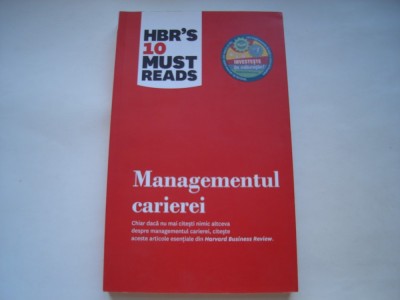 HBR'S
10
MUST
READS
Managementul
carierei
Chiar dacă nu mai citești nimic altceva
despre managementul carierei, citește
aceste articole esențiale din Harvard Business Review.